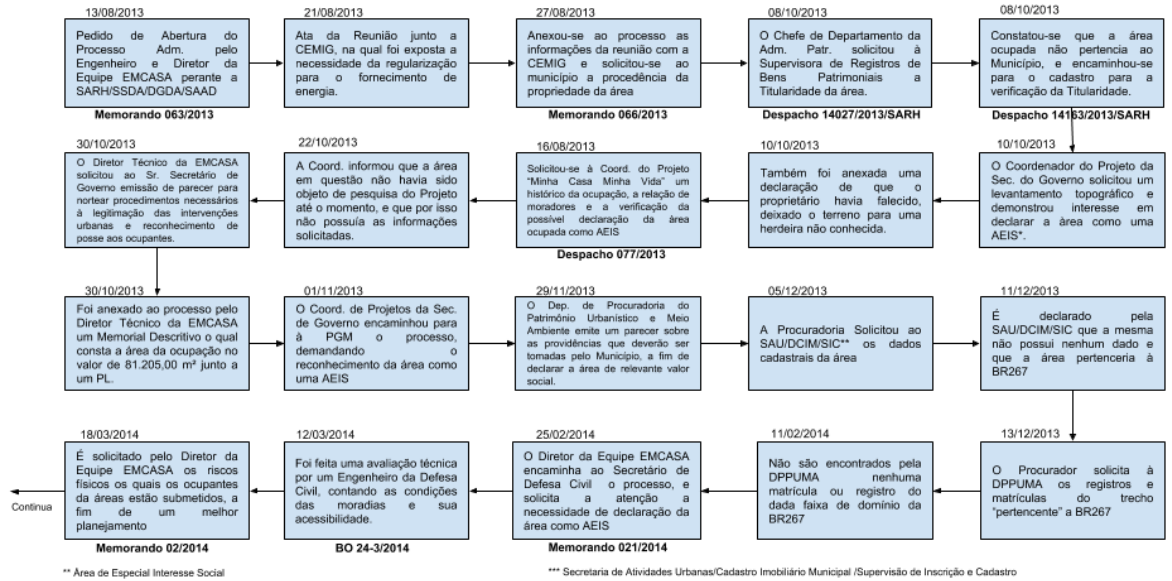 13/08/2013
Pedido de Abertura do
Processo Adm. pelo
Engenheiro e Diretor da
Equipe EMCASA perante a
SARH/SSDA/DGDA/SAAD
Memorando 063/2013
21/08/2013
Ata da Reunião junto a
CEMIG, na qual foi exposta a
necessidade da regularização
para o fornecimento de
energia.
27/08/2013
Anexou-se ao processo as
informações da reunião com a
CEMIG e solicitou-se ao
município a procedência da
propriedade da área
Memorando 066/2013
08/10/2013
O Chefe de Departamento da
Adm. Patr. solicitou à
Supervisora de Registros de
Bens Patrimoniais a
Titularidade da área.
Despacho 14027/2013/SARH
08/10/2013
Constatou-se que a área
ocupada não pertencia ao
Município, e encaminhou-se
para o cadastro para a
verificação da Titularidade.
Despacho 14163/2013/SARH
10/10/2013
O Coordenador do Projeto da
Sec. do Governo solicitou um
levantamento topográfico e
demonstrou interesse em
declarar a área como uma
AEIS*.
10/10/2013
Também foi anexada uma
declaração de que o
proprietário havia falecido,
deixado o terreno para uma
herdeira não conhecida.
16/08/2013
Solicitou-se à Coord. do Projeto
“Minha Casa Minha Vida” um
histórico da ocupação, a relação de
moradores e a verificação da
possível declaração da área
ocupada como AEIS
Despacho 077/2013
22/10/2013
A Coord. informou que a área
em questão não havia sido
objeto de pesquisa do Projeto
até o momento, e que por isso
não possuía as informações
solicitadas.
30/10/2013
O Diretor Técnico da EMCASA
solicitou ao Sr. Secretário de
Governo emissão de parecer para
nortear procedimentos necessários
à legitimação das intervenções
urbanas e reconhecimento de
posse aos ocupantes.
30/10/2013
Foi anexado ao processo pelo
Diretor Técnico da EMCASA
um Memorial Descritivo o qual
consta a área da ocupação no
valor de 81.205,00 m² junto a
um PL.
01/11/2013
O Coord. de Projetos da Sec.
de Governo encaminhou para
à PGM o processo,
demandando o
reconhecimento da área como
uma AEIS
29/11/2013
O Dep. de Procuradoria do
Patrimônio Urbanístico e Meio
Ambiente emite um parecer sobre
as providências que deverão ser
tomadas pelo Município, a fim de
declarar a área de relevante valor
social.
05/12/2013
A Procuradoria Solicitou ao
SAU/DCIM/SIC** os dados
cadastrais da área
11/12/2013
É declarado pela
SAU/DCIM/SIC que a mesma
não possui nenhum dado e
que a área pertenceria à
BR267
13/12/2013
O Procurador solicita à
DPPUMA os registros e
matrículas do trecho
“pertencente” a BR267
11/02/2014
Não são encontrados pela
DPPUMA nenhuma
matrícula ou registro do
dada faixa de domínio da
BR267
25/02/2014
O Diretor da Equipe EMCASA
encaminha ao Secretário de
Defesa Civil o processo, e
solicita a atenção a
necessidade de declaração da
área como AEIS
Memorando 021/2014
12/03/2014
Foi feita uma avaliação técnica
por um Engenheiro da Defesa
Civil, contando as condições
das moradias e sua
acessibilidade.
BO 24-3/2014
18/03/2014
É solicitado pelo Diretor da
Equipe EMCASA os riscos
físicos os quais os ocupantes
da áreas estão submetidos, a
fim de um melhor
planejamento
Memorando 02/2014
Continua
** Área de Especial Interesse Social
*** Secretaria de Atividades Urbanas/Cadastro Imobiliário Municipal /Supervisão de Inscrição e Cadastro